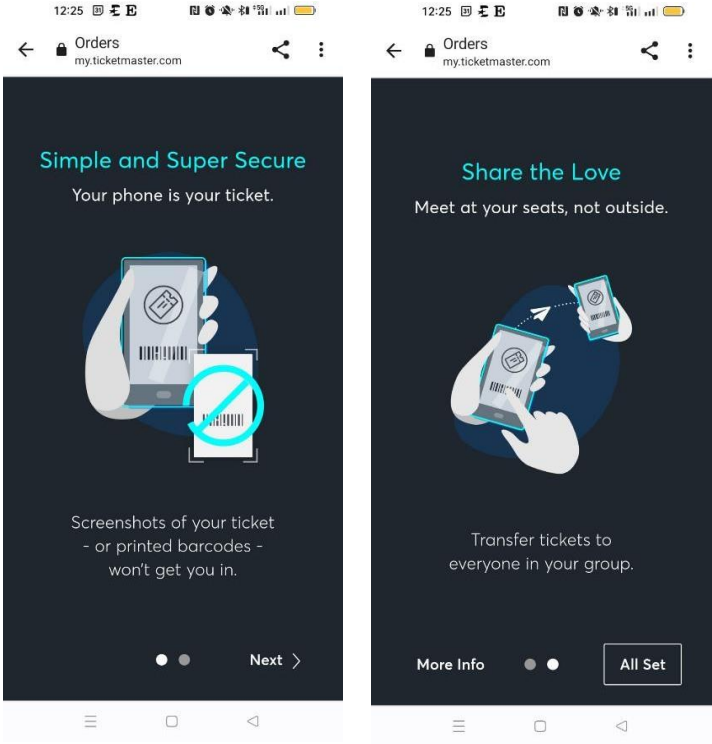 12:25
Orders
my.ticketmaster.com
Simple and Super Secure
Your phone is your ticket.
Screenshots of your ticket
- or printed barcodes -
won't get you in.
Next
12:25
Orders
my.ticketmaster.com
Share the Love
Meet at your seats, not outside.
Transfer tickets to
everyone in your group.
More Info
All Set